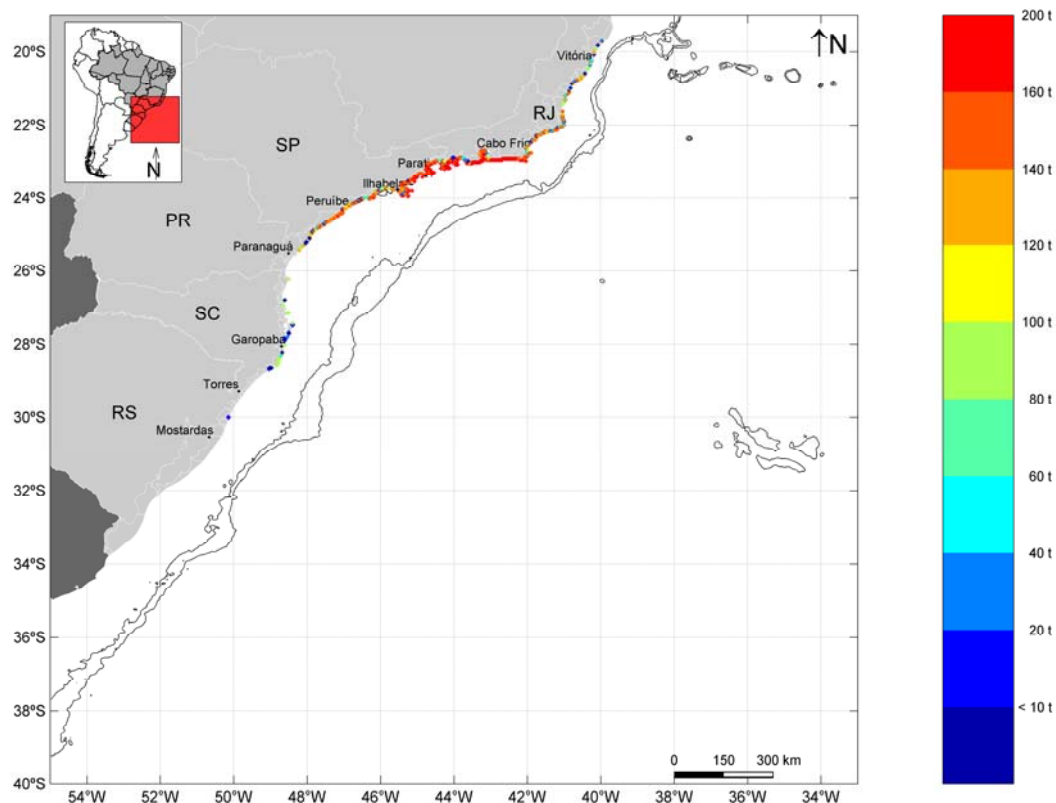 N
N
20°S
22°S
24°S
26°S
28°S
30°S
32°S
34°S
36°S
38°S
40°S
54°W
52°W
50°W
48°W
46°W
44°W
42°W
40°W
38°W
36°W
34°W
Vitória
RJ
Cabo Frio
SP
Parati
Ilhabela
Peruíbe
PR
Paranaguá
SC
Garopaba
Torres
RS
Mostardas
0 150 300 km
200 t
160 t
140 t
120 t
100 t
80 t
60 t
40 t
20 t
< 10 t